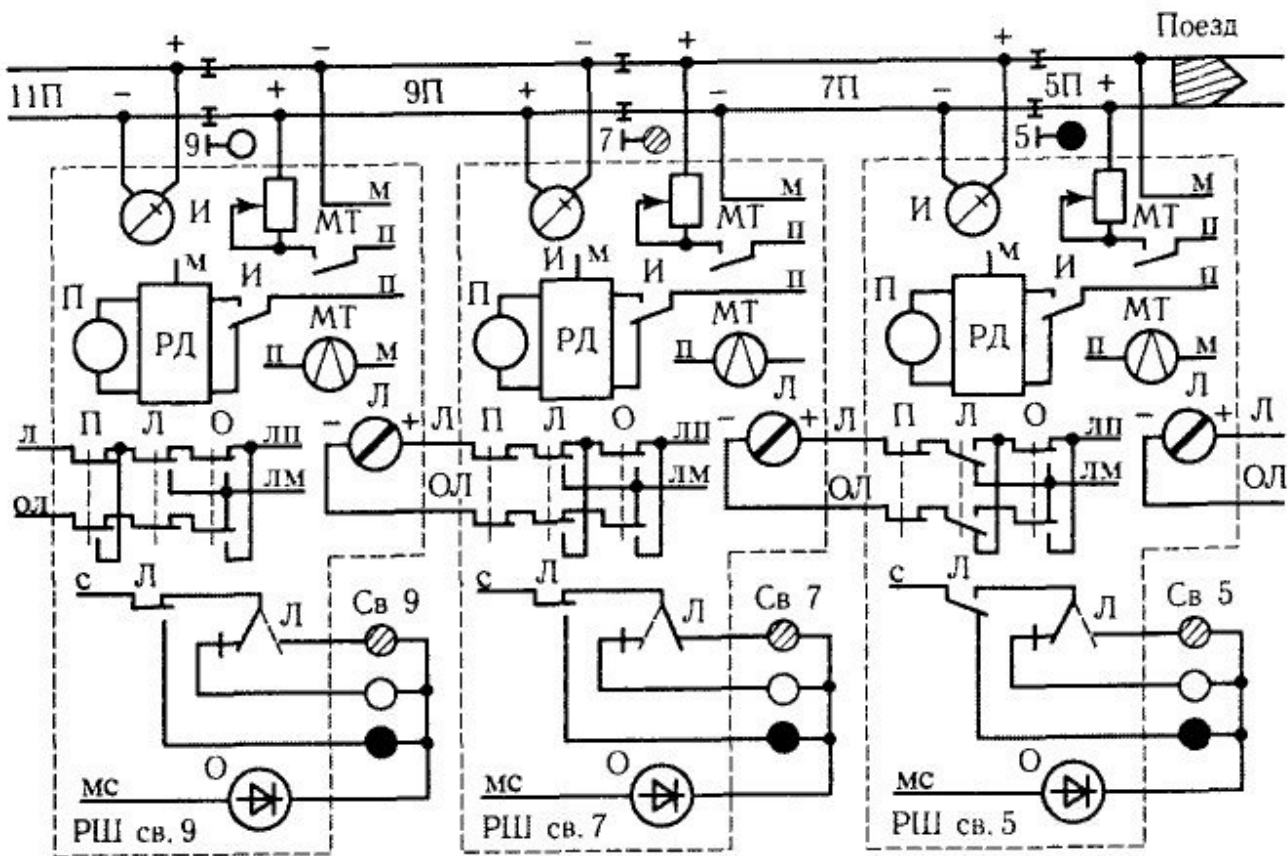 Поезд
+ − − + + 
11П − + 9П + − 7П − 5П +
9 7 5
И МТ м И МТ И МТ м
п п п
П м И п И м И п П м И п
РД МТ РД МТ РД МТ
п м п п м
Л Л Л
л П Л О лп − + Л П Л О лп − + Л П Л О лп − + Л
лм лм лм
ол ОЛ ОЛ ОЛ
с Л Л Св 9 с Л Л Св 7 с Л Л Св 5
О О О
мс мс мс
РШ св. 9 РШ св. 7 РШ св. 5